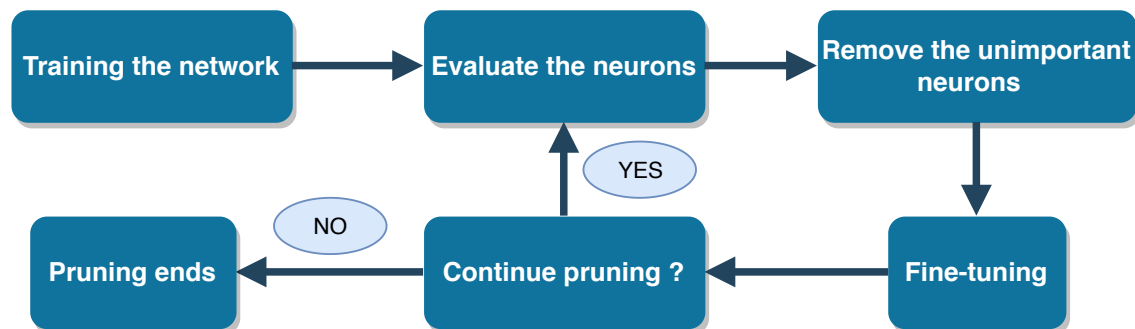 Training the network
Evaluate the neurons
Remove the unimportant
neurons
YES
NO
Pruning ends
Continue pruning ?
Fine-tuning